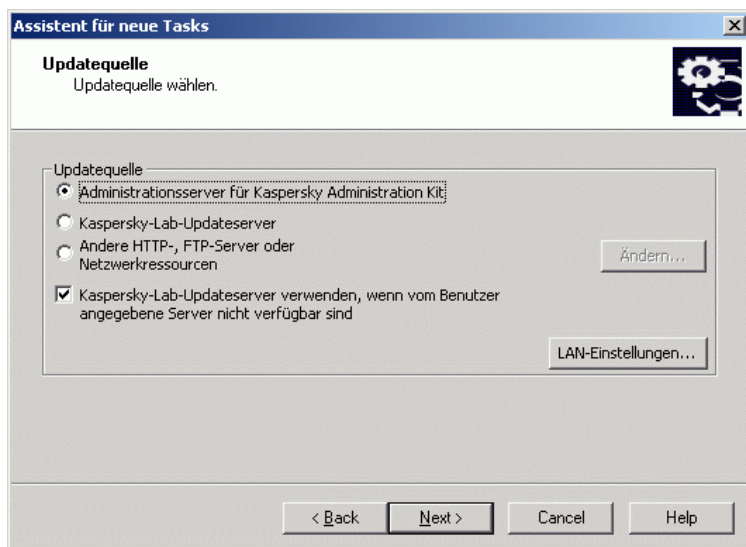 Assistent für neue Tasks
Updatequelle
Updatequelle wählen.
Updatequelle
Administrationsserver für Kaspersky Administration Kit
Kaspersky-Lab-Updateserver
Andere HTTP-, FTP-Server oder
Netzwerkressourcen
Ändern...
Kaspersky-Lab-Updateserver verwenden, wenn vom Benutzer
angegebene Server nicht verfügbar sind
LAN-Einstellungen...
< Back
Next >
Cancel
Help